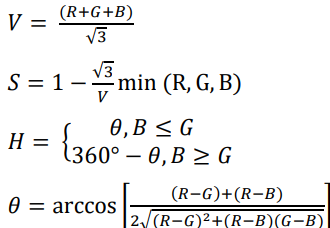 V = (R+G+B)/√3
S = 1 − √3/V min (R, G, B)
H = { θ, B ≤ G
360° − θ, B ≥ G
θ = arccos [ (R−G)+(R−B) / 2√((R−G)²+(R−B)(G−B)) ]